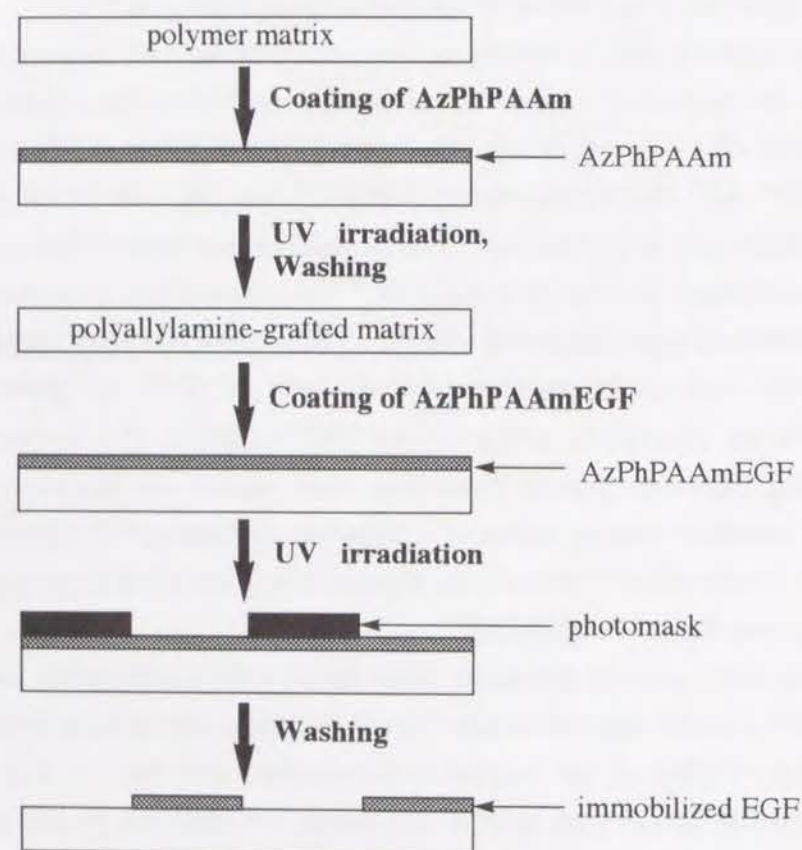 polymer matrix
Coating of AzPhPAAm
AzPhPAAm
UV irradiation,
Washing
polyallylamine-grafted matrix
Coating of AzPhPAAmEGF
AzPhPAAmEGF
UV irradiation
photomask
Washing
immobilized EGF